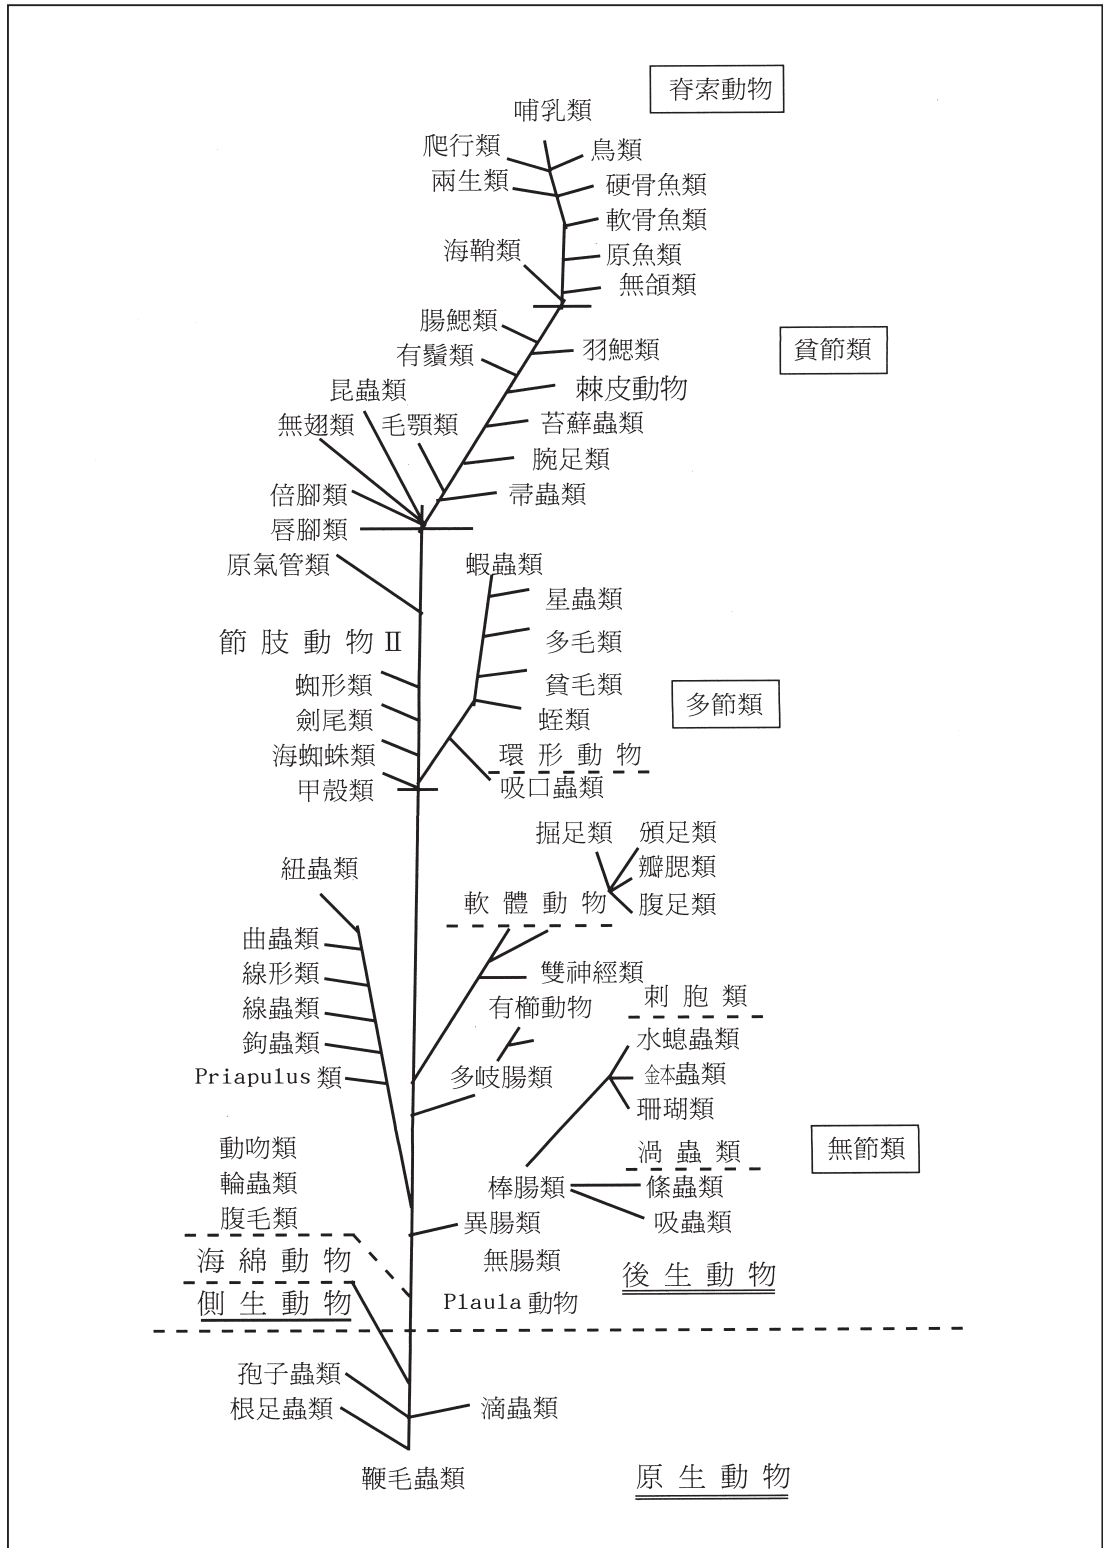 脊索動物
哺乳類
爬行類 鳥類
兩生類 硬骨魚類
軟骨魚類
海鞘類 原魚類
無頜類
腸鰓類
有鬚類 羽鰓類 貧節類
昆蟲類 棘皮動物
無翅類 毛顎類 苔蘚蟲類
腕足類
倍腳類 帚蟲類
唇腳類
原氣管類 蝦蟲類
星蟲類
節肢動物Ⅱ 多毛類
蜘形類 貧毛類
劍尾類 蛭類 多節類
海蜘蛛類 環形動物
甲殼類 吸口蟲類
掘足類 頒足類
紐蟲類 瓣腮類
軟體動物 腹足類
曲蟲類
線形類 雙神經類
線蟲類 有櫛動物 刺胞類
鉤蟲類 水螅蟲類
Priapulus類 多岐腸類 金本蟲類
珊瑚類
動吻類 渦蟲類 無節類
輪蟲類 棒腸類 絛蟲類
腹毛類 異腸類 吸蟲類
海綿動物 無腸類
後生動物
側生動物 Plaula動物
孢子蟲類
根足蟲類 滴蟲類
鞭毛蟲類 原生動物